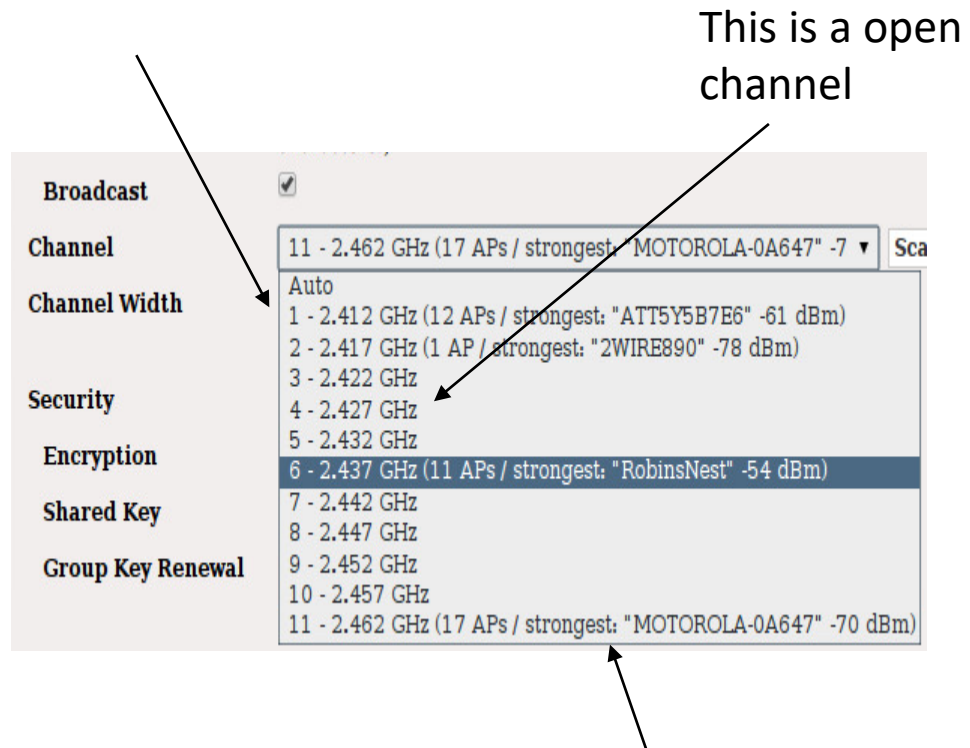 This is a open
channel
Broadcast
Channel
11 - 2.462 GHz (17 APs / strongest: "MOTOROLA-0A647" -7
Sca
Channel Width
Auto
1 - 2.412 GHz (12 APs / strongest: "ATT5Y5B7E6" -61 dBm)
2 - 2.417 GHz (1 AP / strongest: "2WIRE890" -78 dBm)
3 - 2.422 GHz
4 - 2.427 GHz
5 - 2.432 GHz
6 - 2.437 GHz (11 APs / strongest: "RobinsNest" -54 dBm)
7 - 2.442 GHz
8 - 2.447 GHz
9 - 2.452 GHz
10 - 2.457 GHz
11 - 2.462 GHz (17 APs / strongest: "MOTOROLA-0A647" -70 dBm)
Security
Encryption
Shared Key
Group Key Renewal